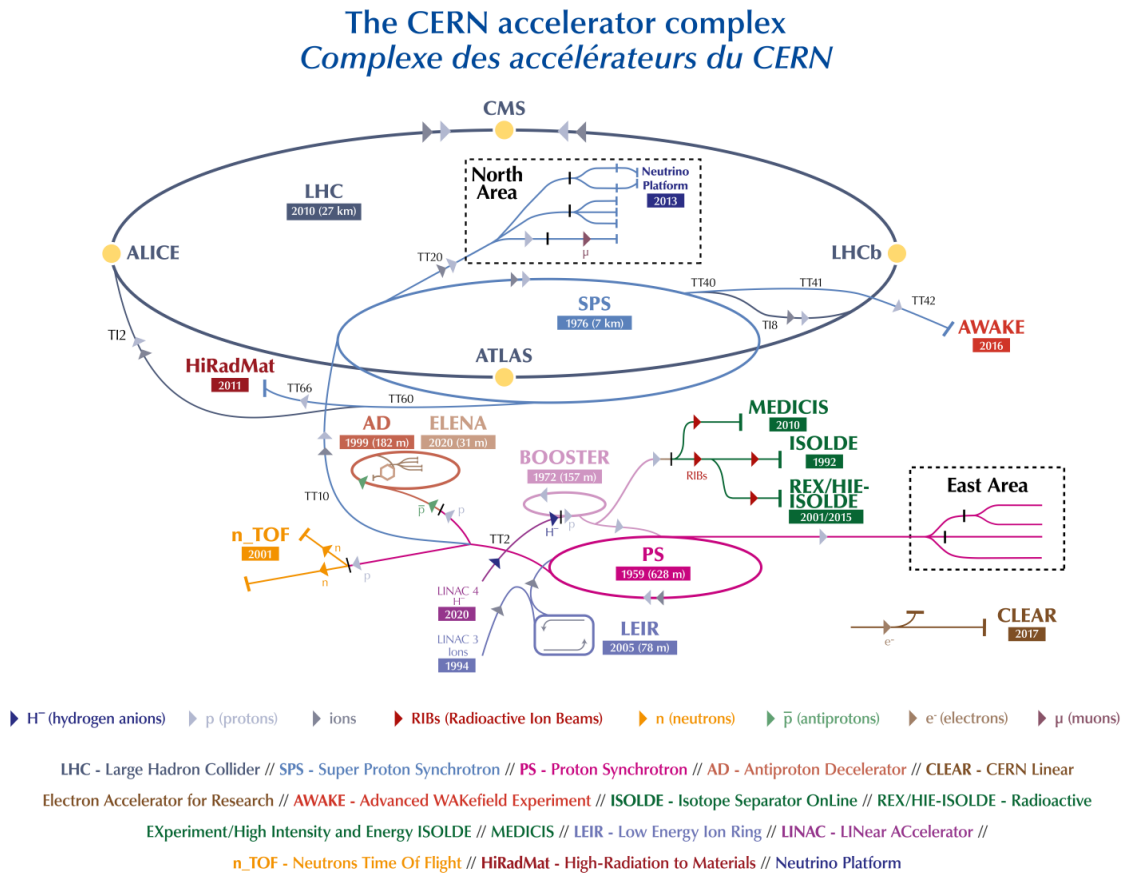 The CERN accelerator complex
Complexe des accélérateurs du CERN
CMS
North
Area
Neutrino
Platform
2013
LHC
2010 (27 km)
ALICE
LHCb
TT20
μ
TT40
TT41
TT42
SPS
1976 (7 km)
TI8
TI2
AWAKE
2016
HiRadMat
2011
ATLAS
TT66
TT60
MEDICIS
2010
AD
1999 (182 m)
ELENA
2020 (31 m)
ISOLDE
1992
BOOSTER
1972 (157 m)
RIBs
REX/HIE-
ISOLDE
2001/2015
East Area
TT10
p̅
p
H⁻
p
n_TOF
2001
n
n
p
TT2
PS
1959 (628 m)
LINAC 4
H⁻
2020
LINAC 3
Ions
1994
LEIR
2005 (78 m)
CLEAR
2017
e⁻
H⁻ (hydrogen anions)
p (protons)
ions
RIBs (Radioactive Ion Beams)
n (neutrons)
p̅ (antiprotons)
e⁻ (electrons)
μ (muons)
LHC - Large Hadron Collider // SPS - Super Proton Synchrotron // PS - Proton Synchrotron // AD - Antiproton Decelerator // CLEAR - CERN Linear
Electron Accelerator for Research // AWAKE - Advanced WAKefield Experiment // ISOLDE - Isotope Separator OnLine // REX/HIE-ISOLDE - Radioactive
EXperiment/High Intensity and Energy ISOLDE // MEDICIS // LEIR - Low Energy Ion Ring // LINAC - LINear ACcelerator //
n_TOF - Neutrons Time Of Flight // HiRadMat - High-Radiation to Materials // Neutrino Platform